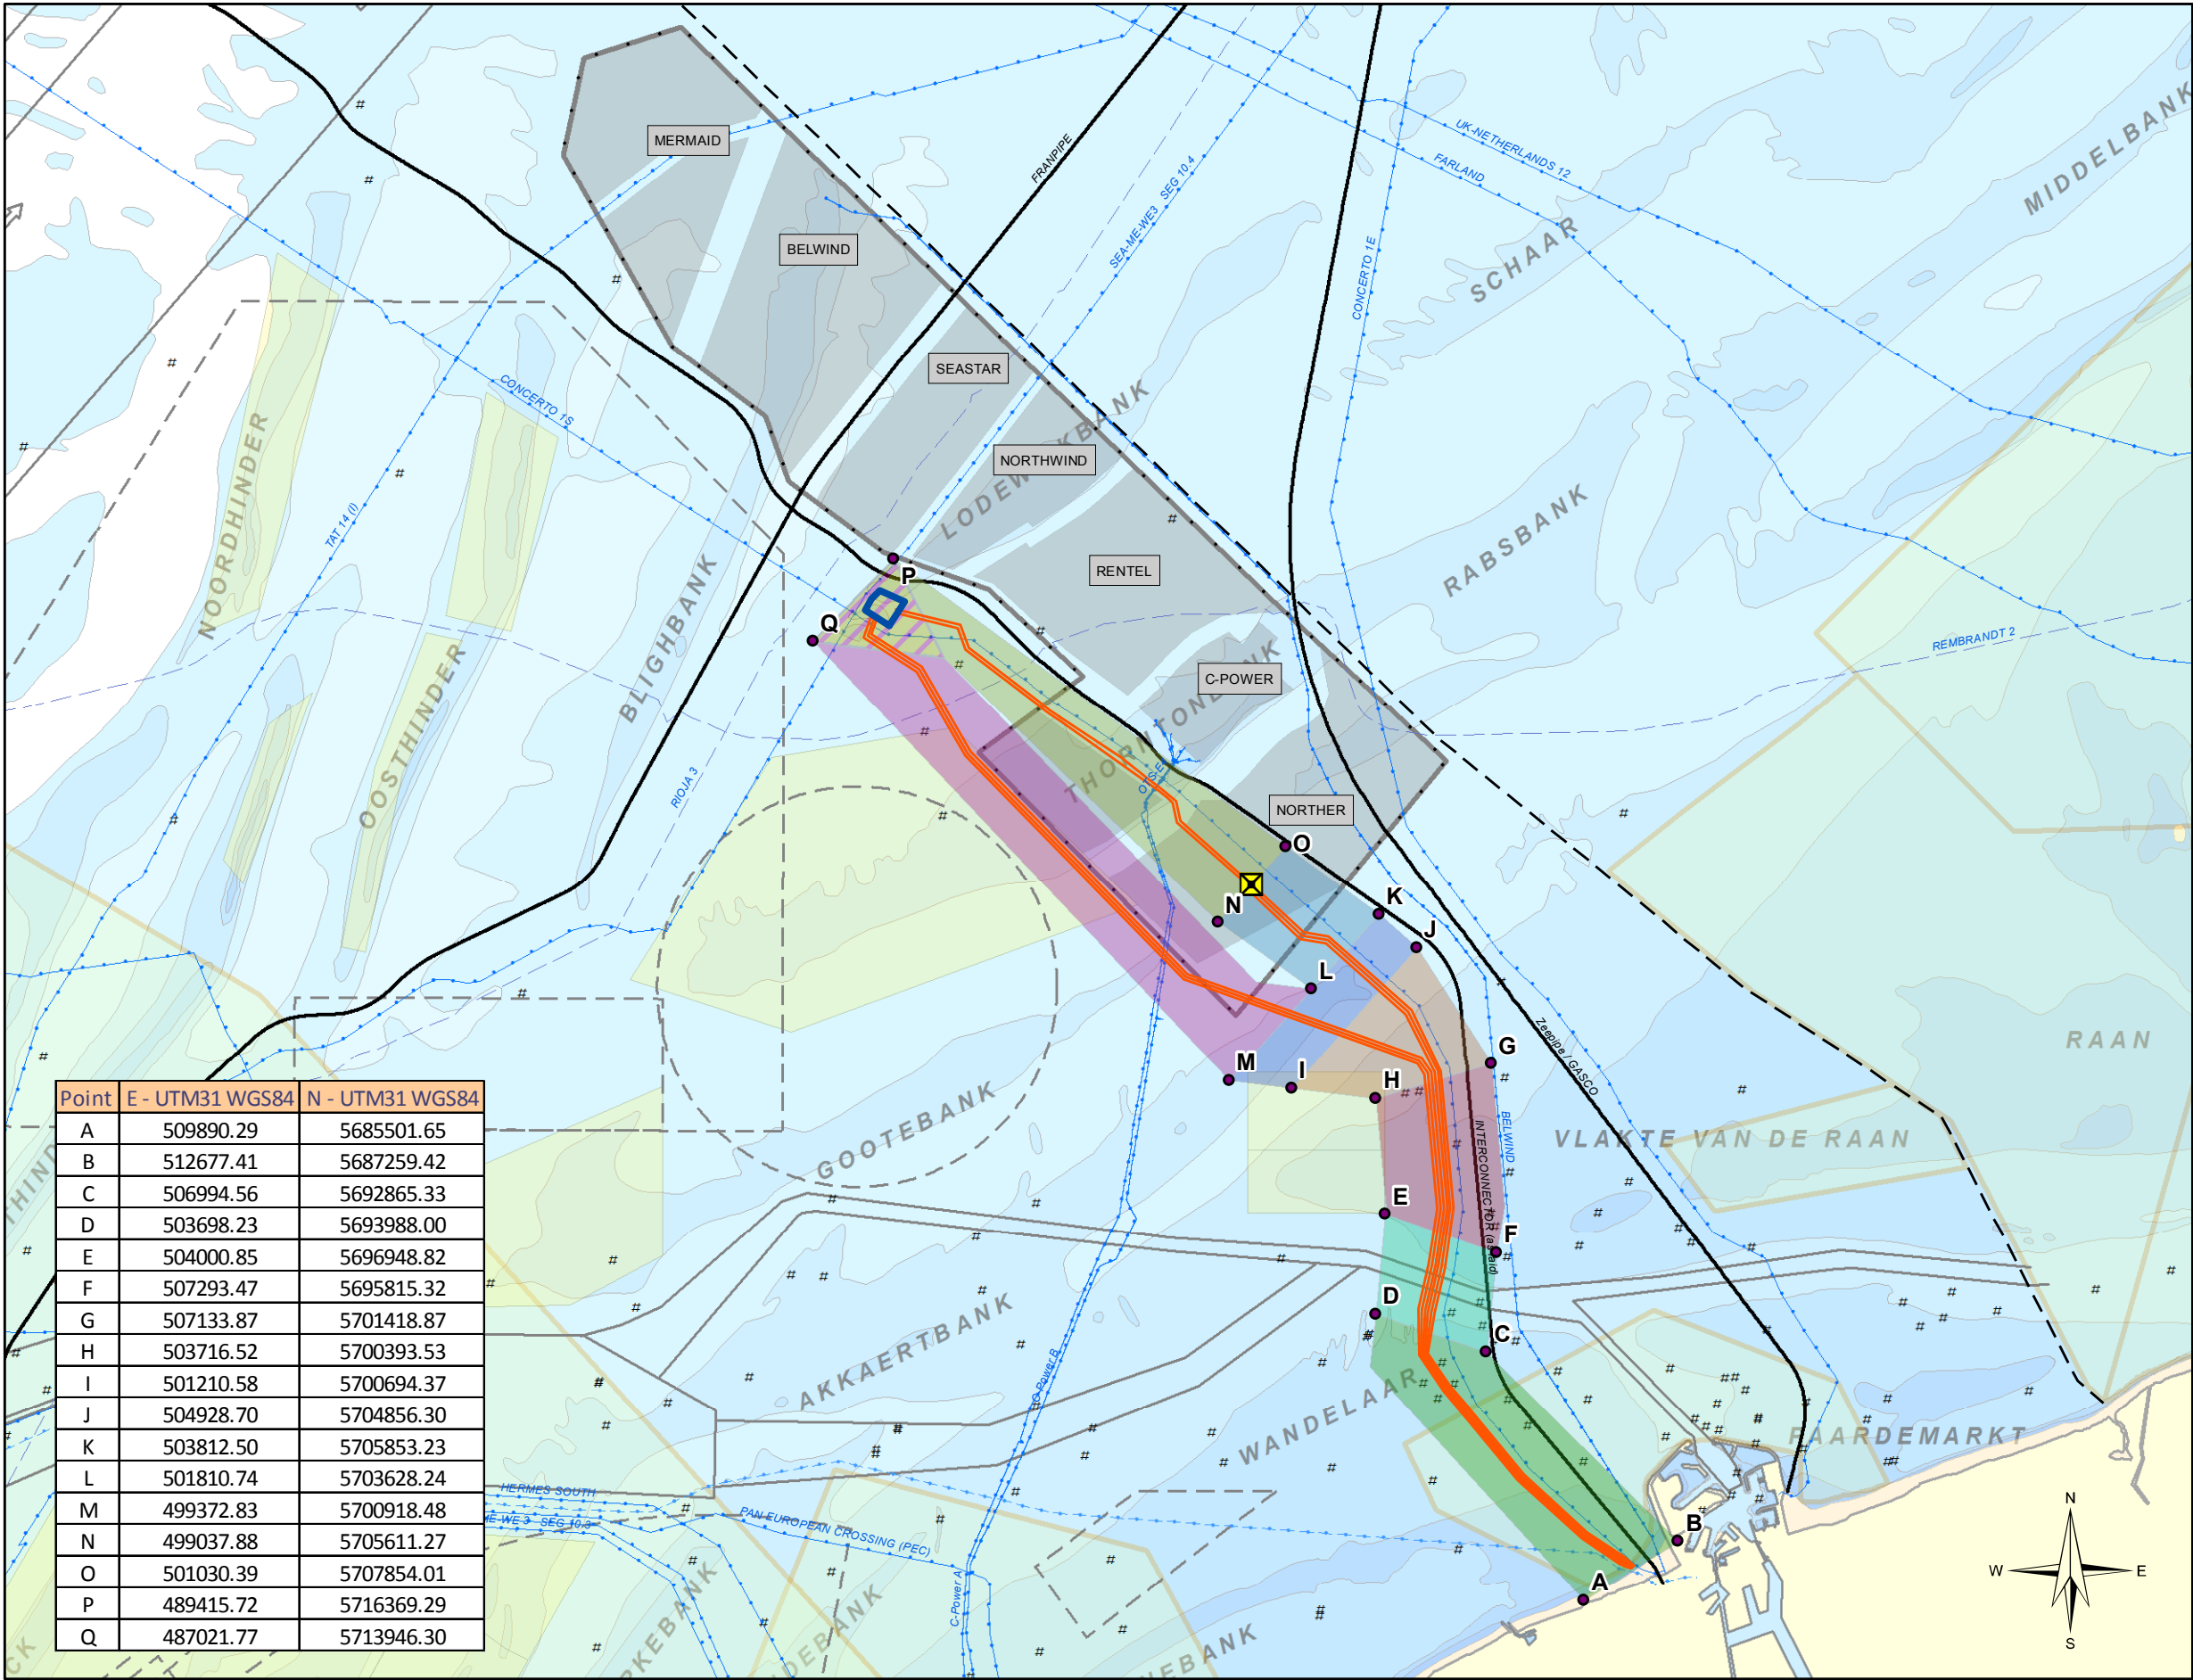 MERMAID
BELWIND
SEASTAR
NORTHWIND
RENTEL
C-POWER
NORTHER
FRANPIPE
SEA-ME-WE3 SEG 10.4
CONCERTO 1E
UK-NETHERLANDS 12
FARLAND
MIDDELBANK
SCHAAR
RABSBANK
LODEWIJKBANK
CONCERTO 1S
NOORDHINDER
TAT 14 (I)
OOSTHINDER
BLIGHBANK
RIOJA 3
REMBRANDT 2
P
Q
O
N
K
J
L
M
I
H
G
E
F
D
C
B
A
Zeepipe / GASCO
BELWIND
INTERCONNECTOR (as laid)
RAAN
VLAKTE VAN DE RAAN
GOOTEBANK
AKKAERTBANK
WANDELAAR
PAARDEMARKT
C-Power B
C-Power A
HERMES SOUTH
SEG 10.3
PAN EUROPEAN CROSSING (PEC)
Point E - UTM31 WGS84 N - UTM31 WGS84
A 509890.29 5685501.65
B 512677.41 5687259.42
C 506994.56 5692865.33
D 503698.23 5693988.00
E 504000.85 5696948.82
F 507293.47 5695815.32
G 507133.87 5701418.87
H 503716.52 5700393.53
I 501210.58 5700694.37
J 504928.70 5704856.30
K 503812.50 5705853.23
L 501810.74 5703628.24
M 499372.83 5700918.48
N 499037.88 5705611.27
O 501030.39 5707854.01
P 489415.72 5716369.29
Q 487021.77 5713946.30
N
W E
S